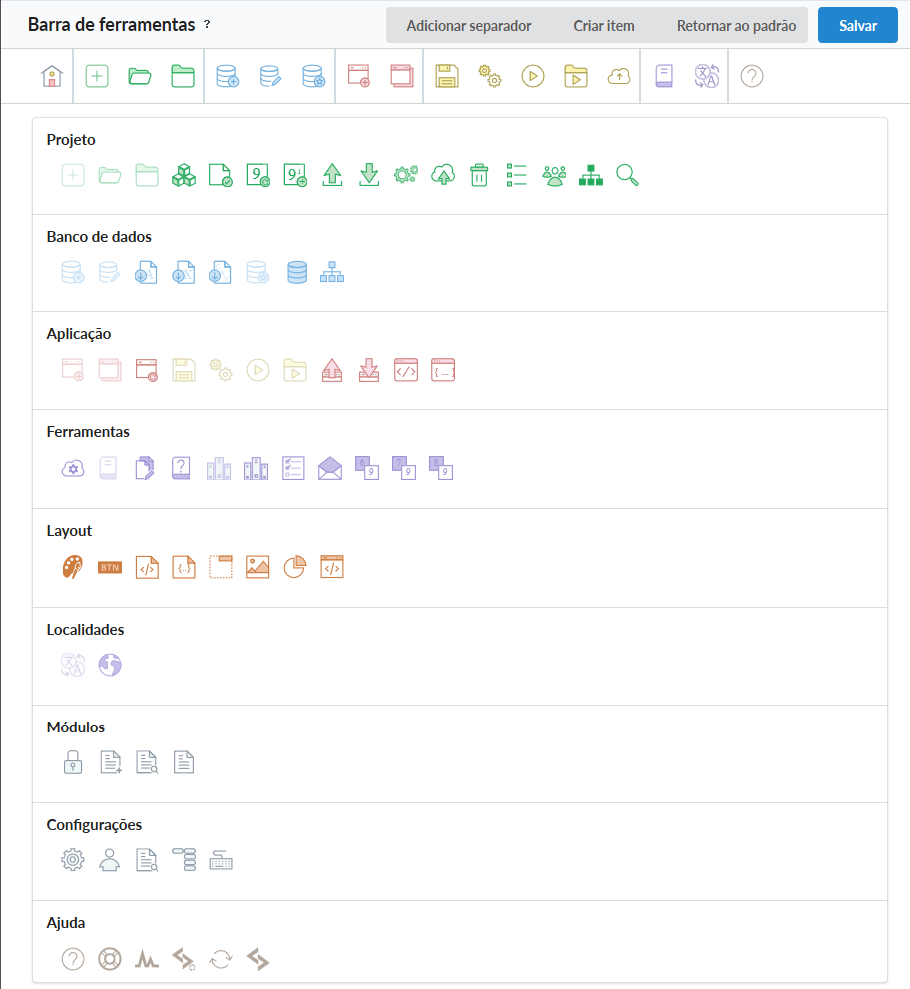 Barra de ferramentas ?
Adicionar separador Criar item Retornar ao padrão Salvar
Projeto
Banco de dados
Aplicação
Ferramentas
Layout
BTN
Localidades
Módulos
Configurações
Ajuda